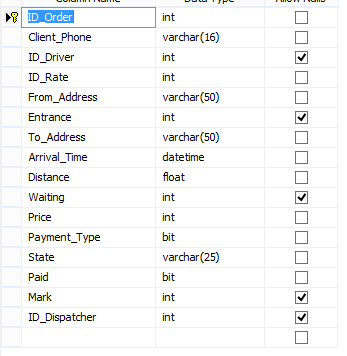 Column Name Data Type Allow Nulls
ID_Order int
Client_Phone varchar(16)
ID_Driver int
ID_Rate int
From_Address varchar(50)
Entrance int
To_Address varchar(50)
Arrival_Time datetime
Distance float
Waiting int
Price int
Payment_Type bit
State varchar(25)
Paid bit
Mark int
ID_Dispatcher int